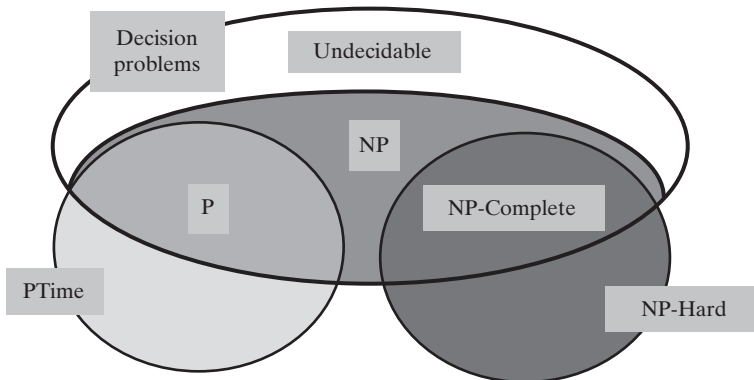 Decision
problems
Undecidable
NP
P
NP-Complete
PTime
NP-Hard